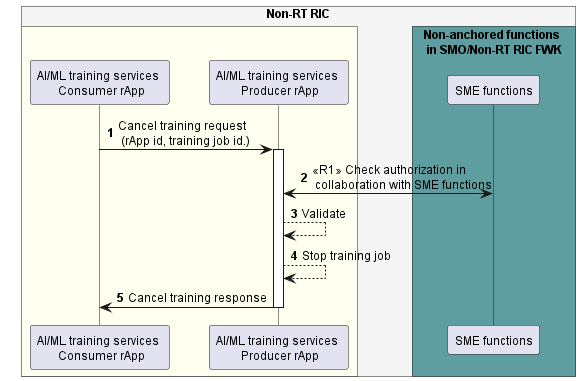 Non-RT RIC
Non-anchored functions
in SMO/Non-RT RIC FWK
AI/ML training services
Consumer rApp
AI/ML training services
Producer rApp
SME functions
1 Cancel training request
(rApp id, training job id.)
2 «R1» Check authorization in
collaboration with SME functions
3 Validate
4 Stop training job
5 Cancel training response
AI/ML training services
Consumer rApp
AI/ML training services
Producer rApp
SME functions